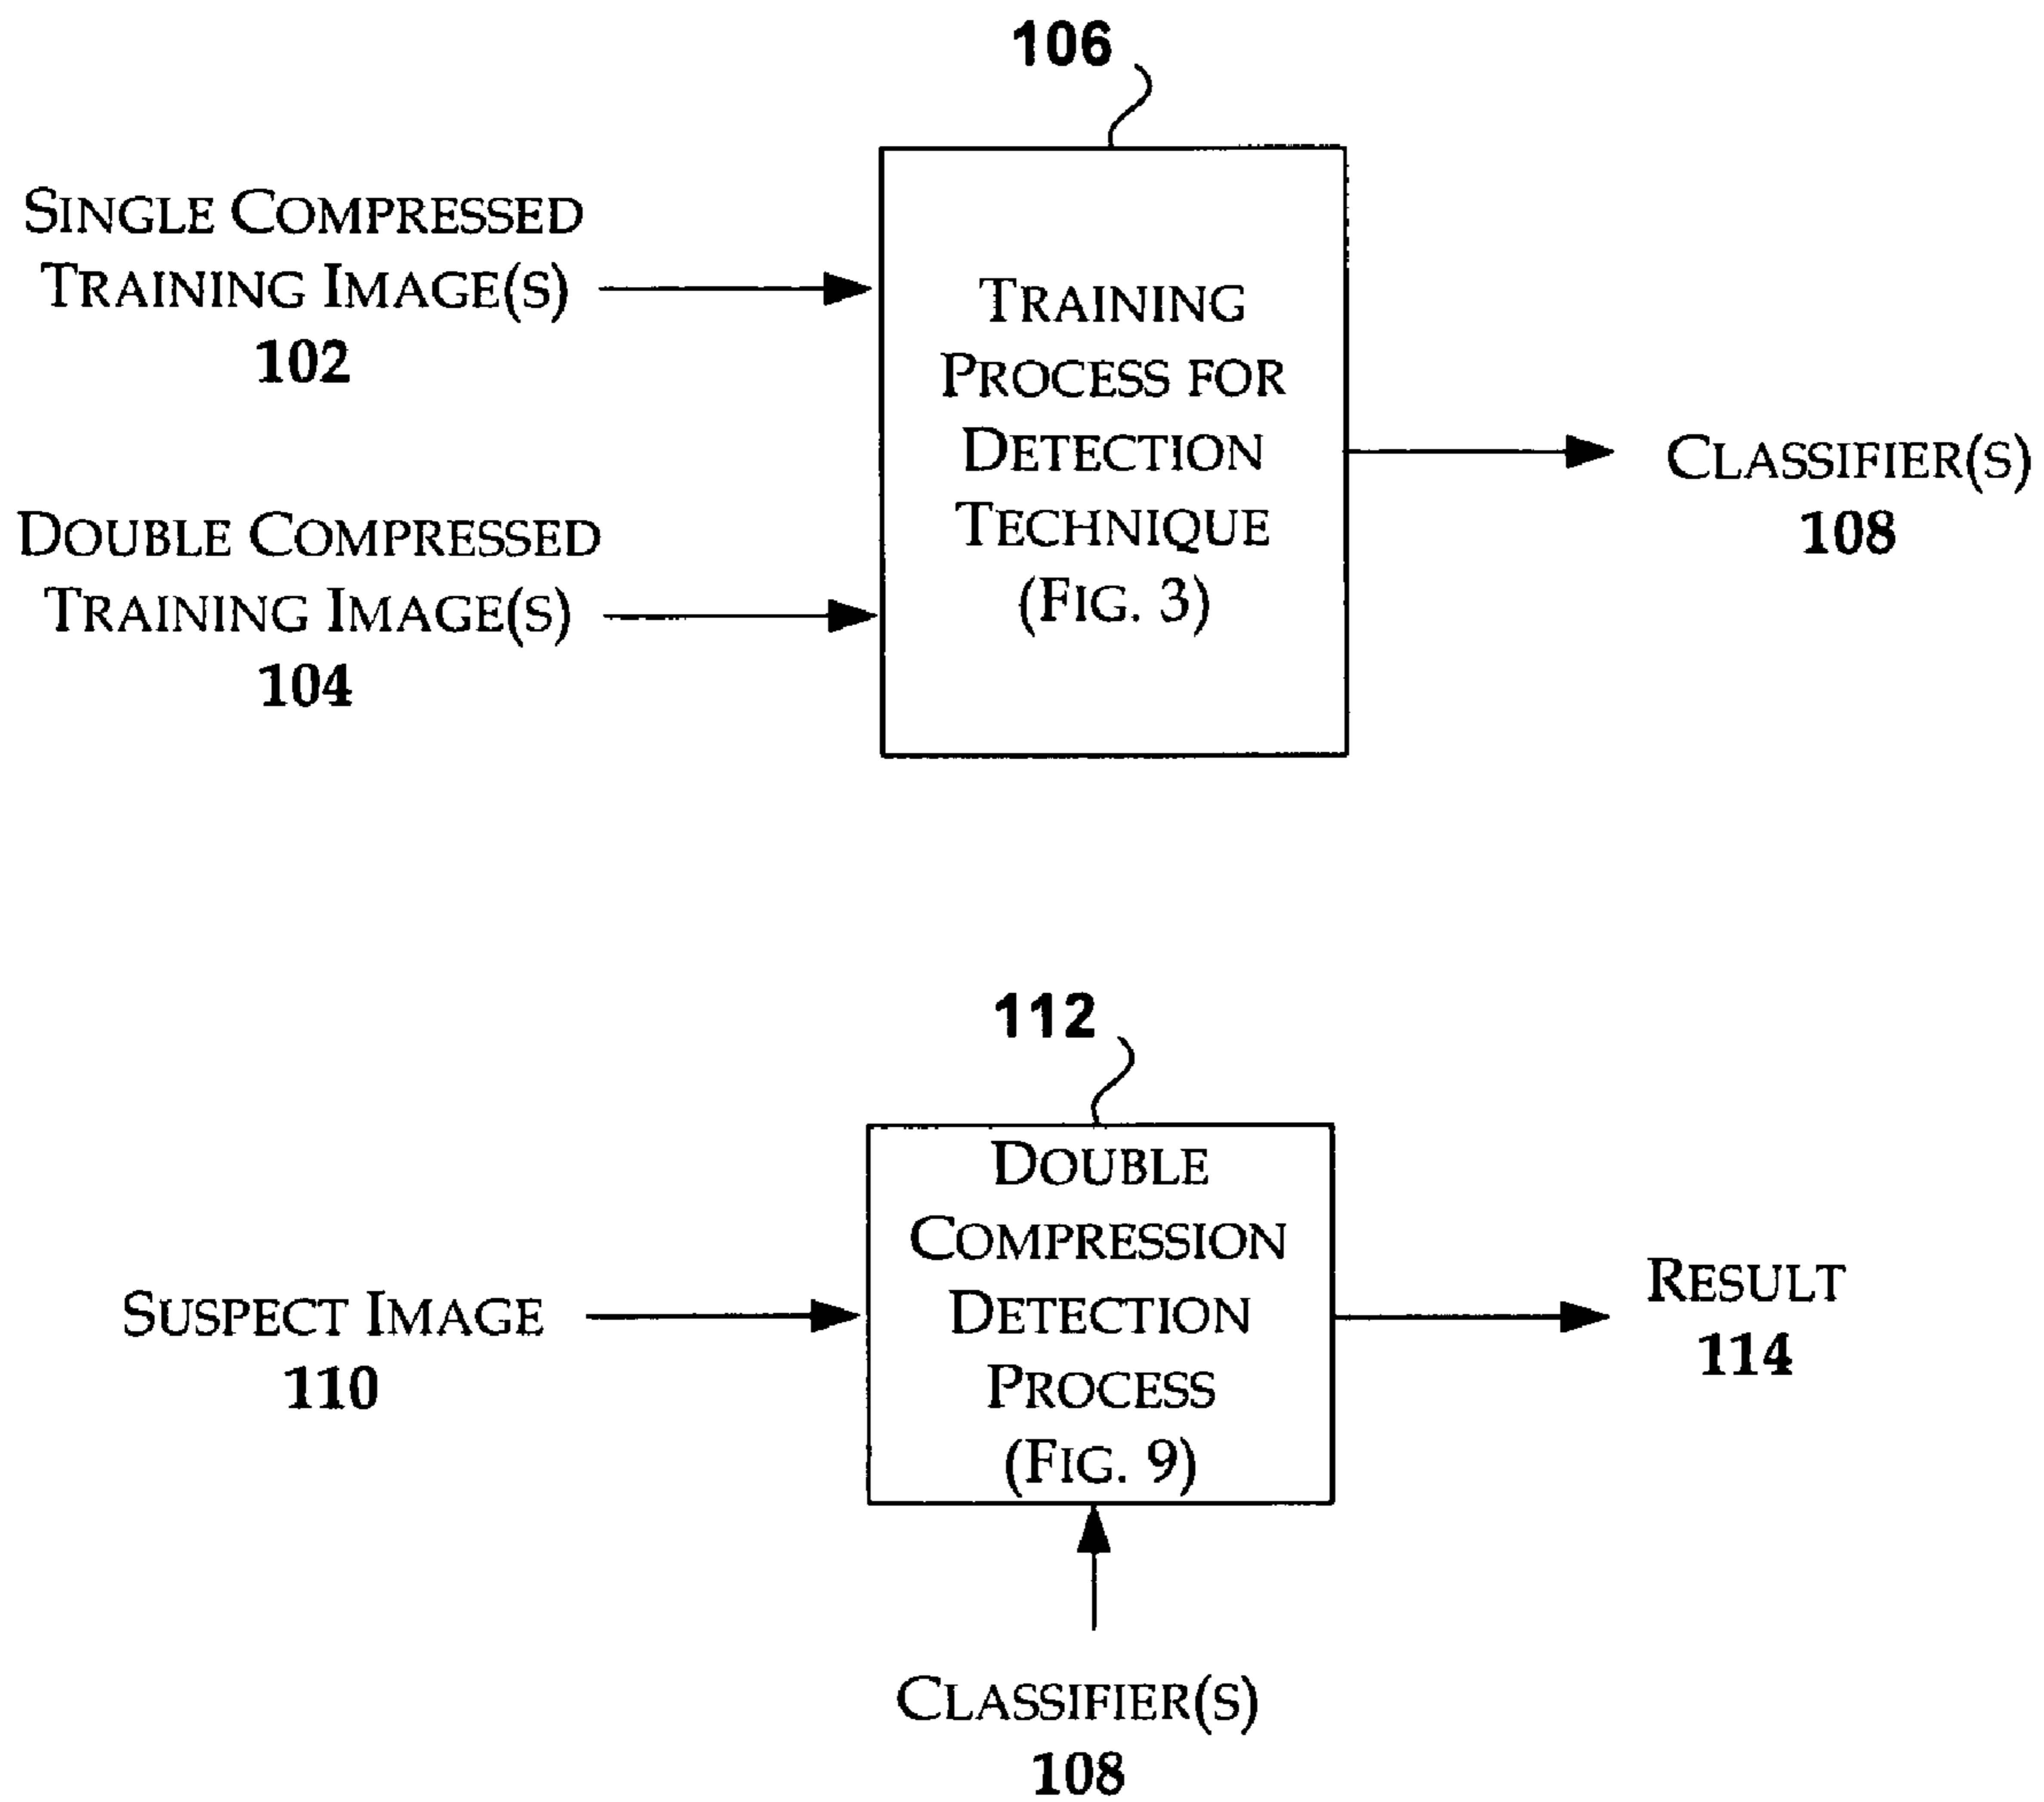 106
SINGLE COMPRESSED
TRAINING IMAGE(S)
102
TRAINING
PROCESS FOR
DETECTION
TECHNIQUE
(FIG. 3)
CLASSIFIER(S)
108
DOUBLE COMPRESSED
TRAINING IMAGE(S)
104
112
DOUBLE
COMPRESSION
DETECTION
PROCESS
(FIG. 9)
SUSPECT IMAGE
110
RESULT
114
CLASSIFIER(S)
108